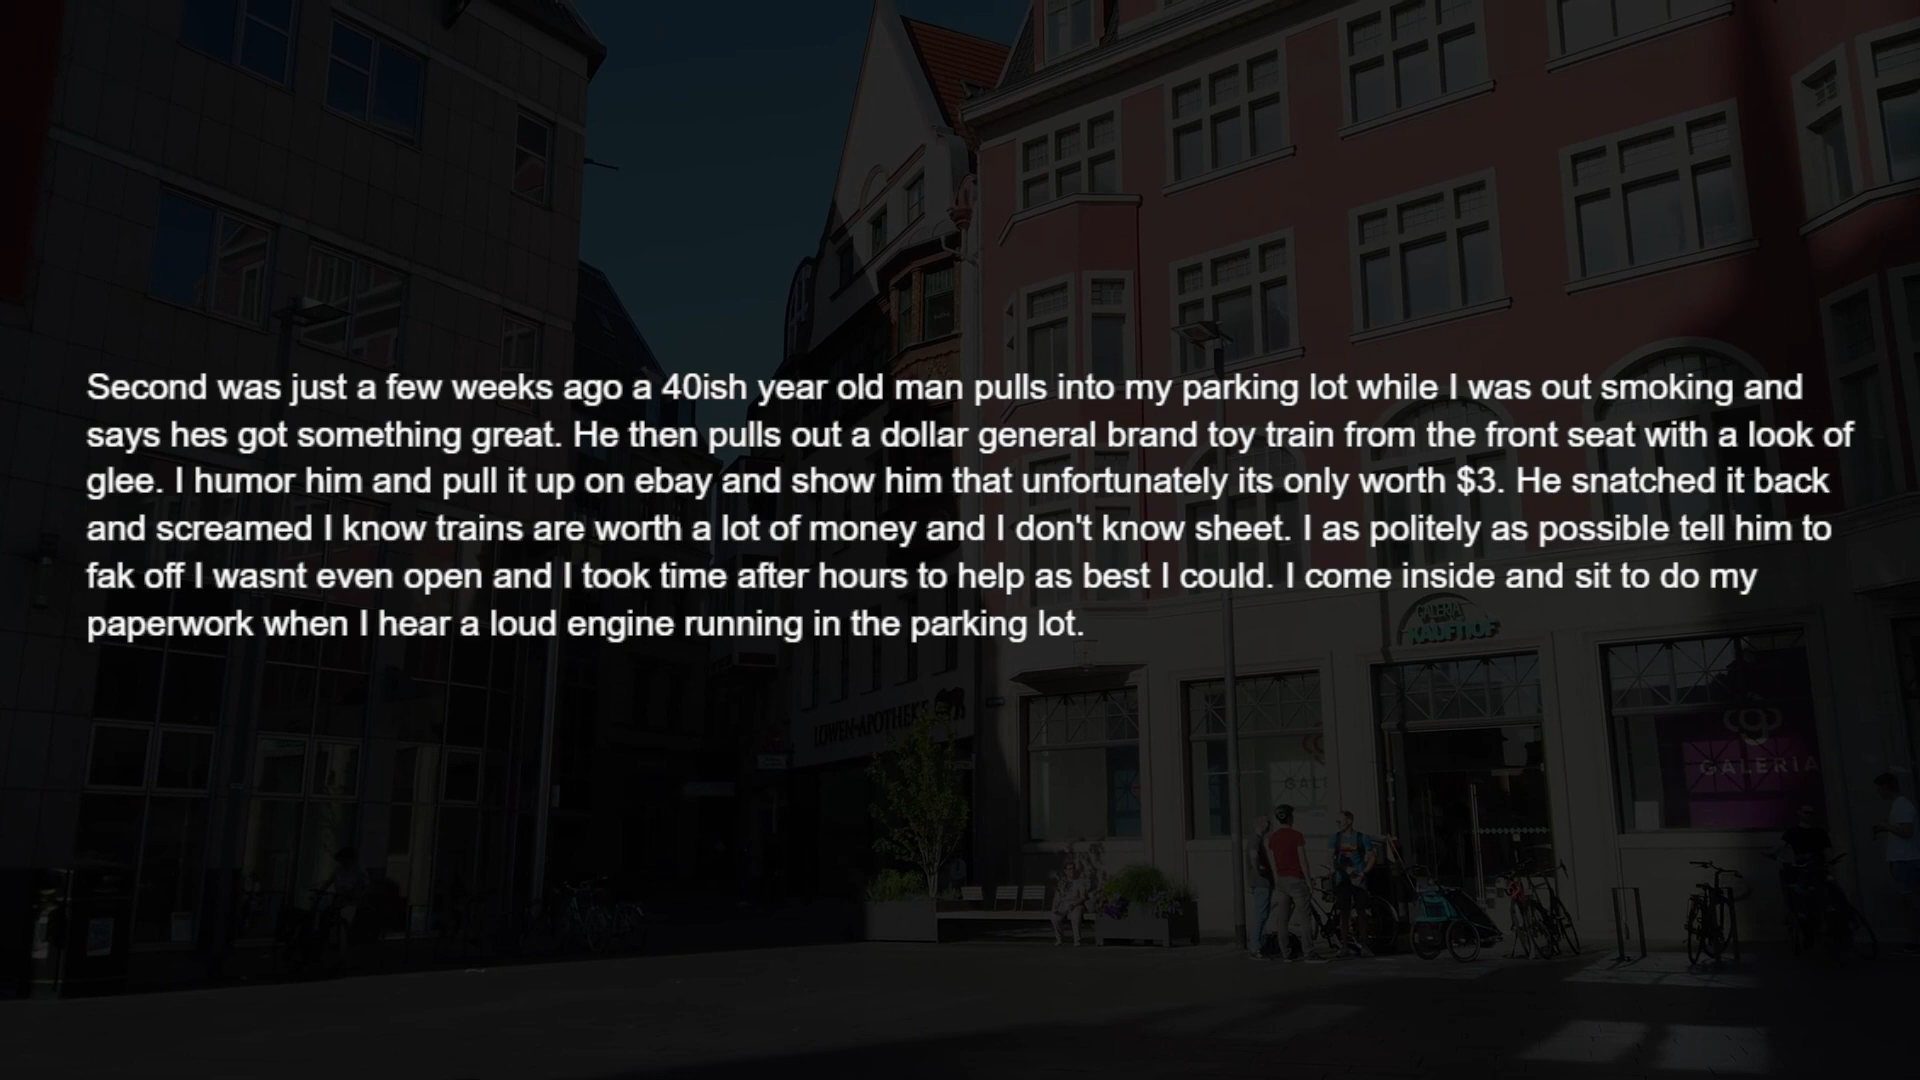 Second was just a few weeks ago a 40ish year old man pulls into my parking lot while I was out smoking and
says hes got something great. He then pulls out a dollar general brand toy train from the front seat with a look of
glee. I humor him and pull it up on ebay and show him that unfortunately its only worth $3. He snatched it back
and screamed I know trains are worth a lot of money and I don't know sheet. I as politely as possible tell him to
fak off I wasnt even open and I took time after hours to help as best I could. I come inside and sit to do my
paperwork when I hear a loud engine running in the parking lot.
GALERIA
KAUFHOF
LÖWEN-APOTHEKE
GALERIA